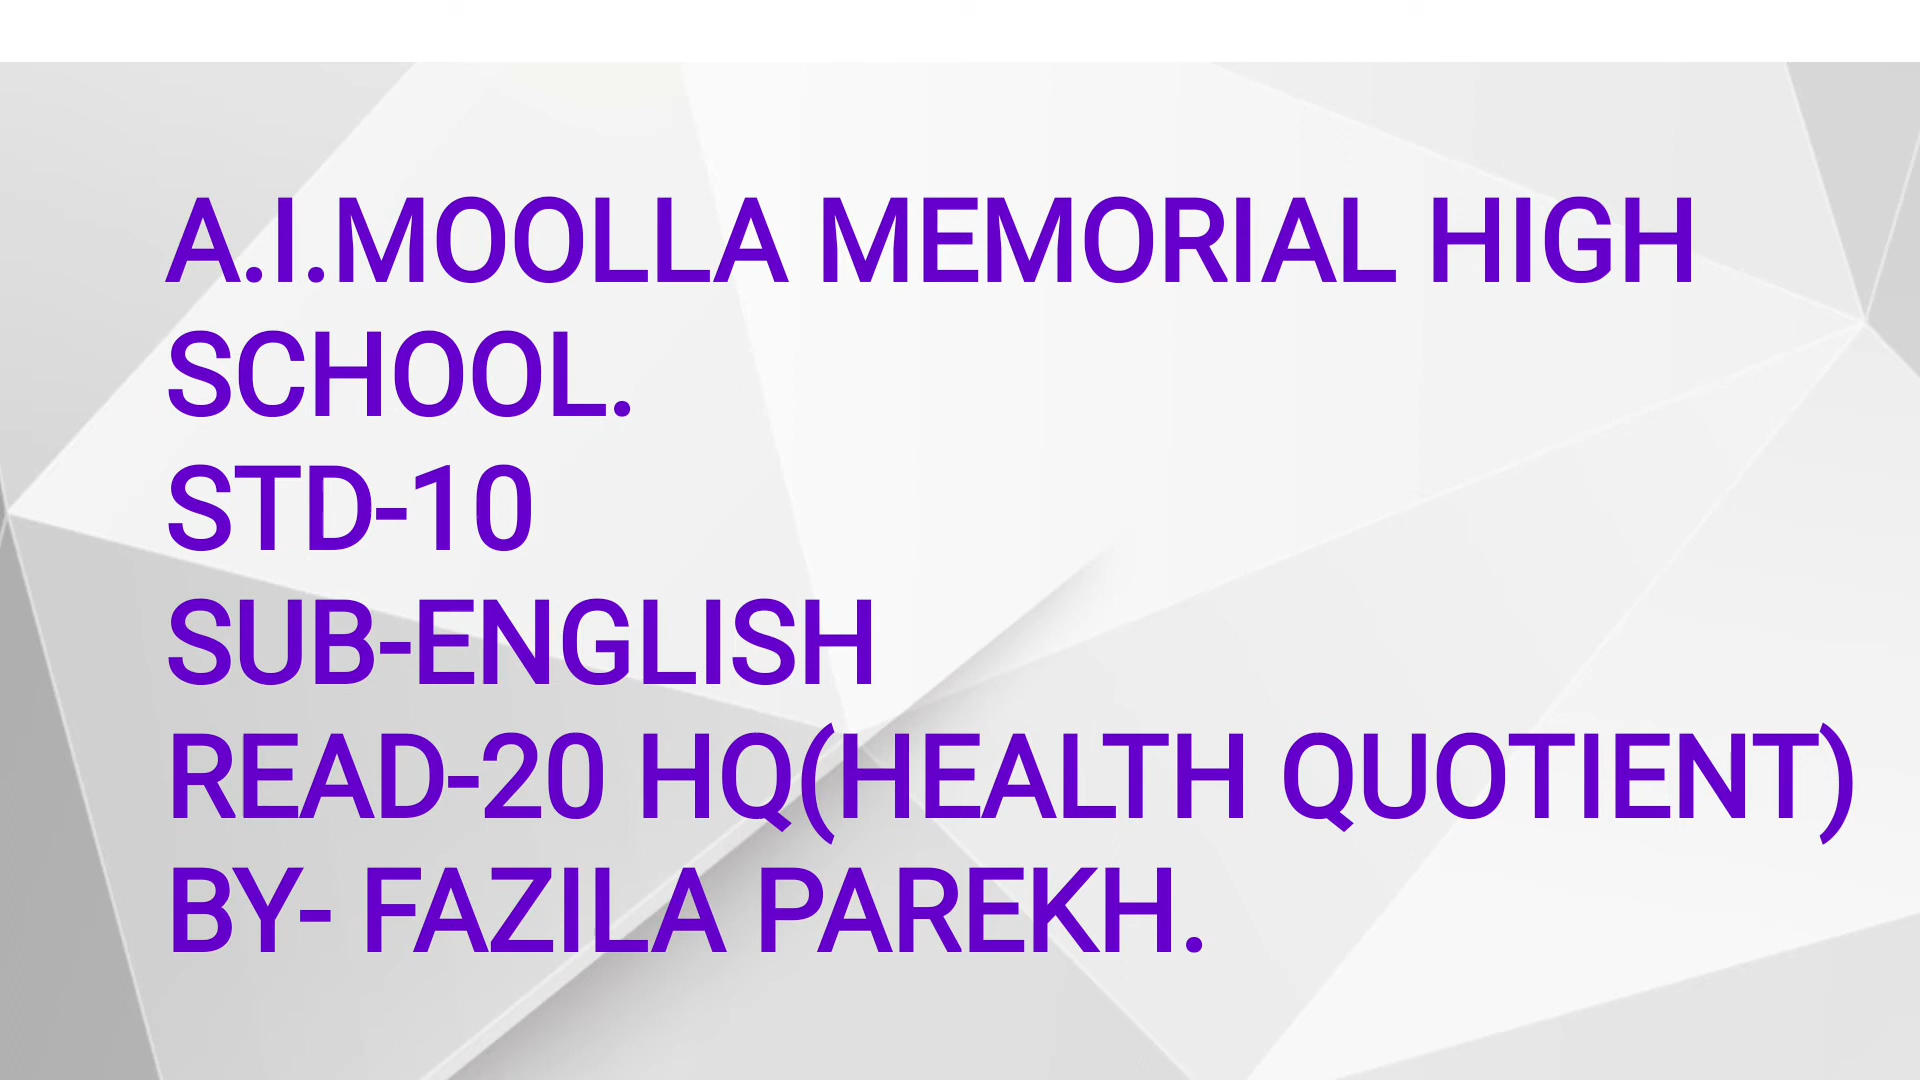 A.I.MOOLLA MEMORIAL HIGH
SCHOOL.
STD-10
SUB-ENGLISH
READ-20 HQ(HEALTH QUOTIENT)
BY- FAZILA PAREKH.